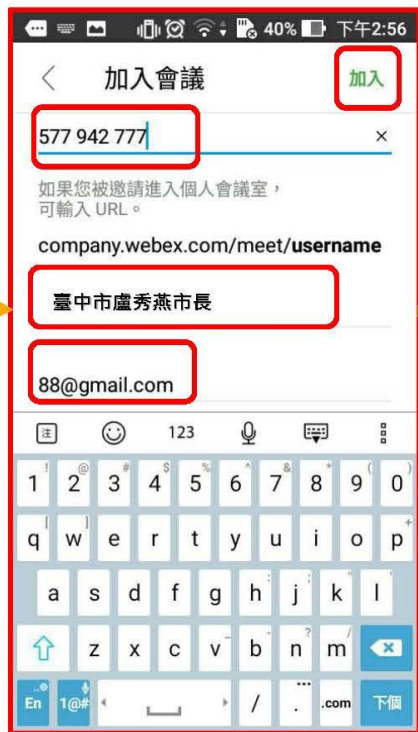 40% 下午2:56
加入會議 加入
577 942 777 ×
如果您被邀請進入個人會議室，
可輸入 URL。
company.webex.com/meet/username
臺中市盧秀燕市長
88@gmail.com
注 123
1 2 3 4 5 6 7 8 9 0
! @ # $ % ^ & * ( )
q w e r t y u i o p
[ ] +
a s d f g h j k l
: ; ' "
z x c v b n m
- ? /
En 1@# / . .com 下個